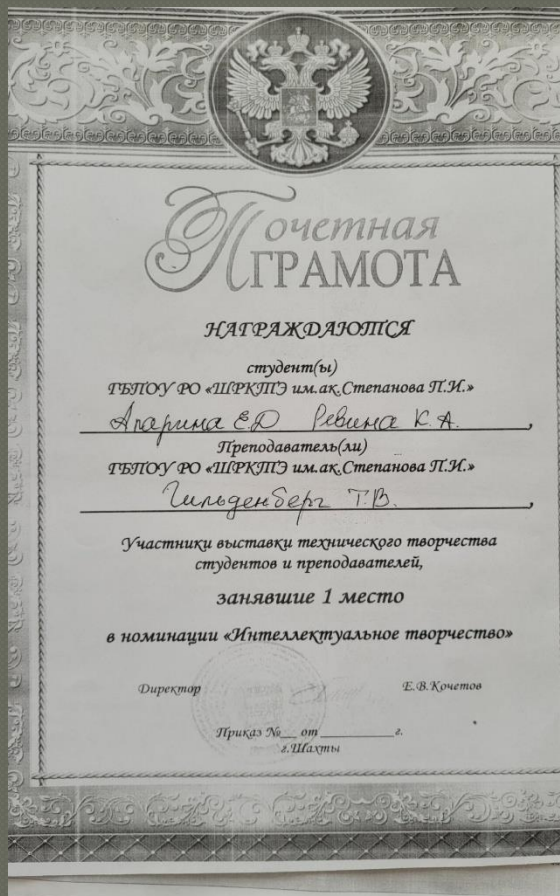 Почетная
ГРАМОТА
НАГРАЖДАЮТСЯ
студент(ы)
ГБПОУ РО «ШРКТЭ им.ак.Степанова П.И.»
Апарина Е.Д Ревина К.А.,
Преподаватель(ли)
ГБПОУ РО «ШРКТЭ им.ак.Степанова П.И.»
Гильденберг Т.В.,
Участники выставки технического творчества
студентов и преподавателей,
занявшие 1 место
в номинации «Интеллектуальное творчество»
Директор Е.В.Кочетов
Приказ №__ от __________г.
г.Шахты